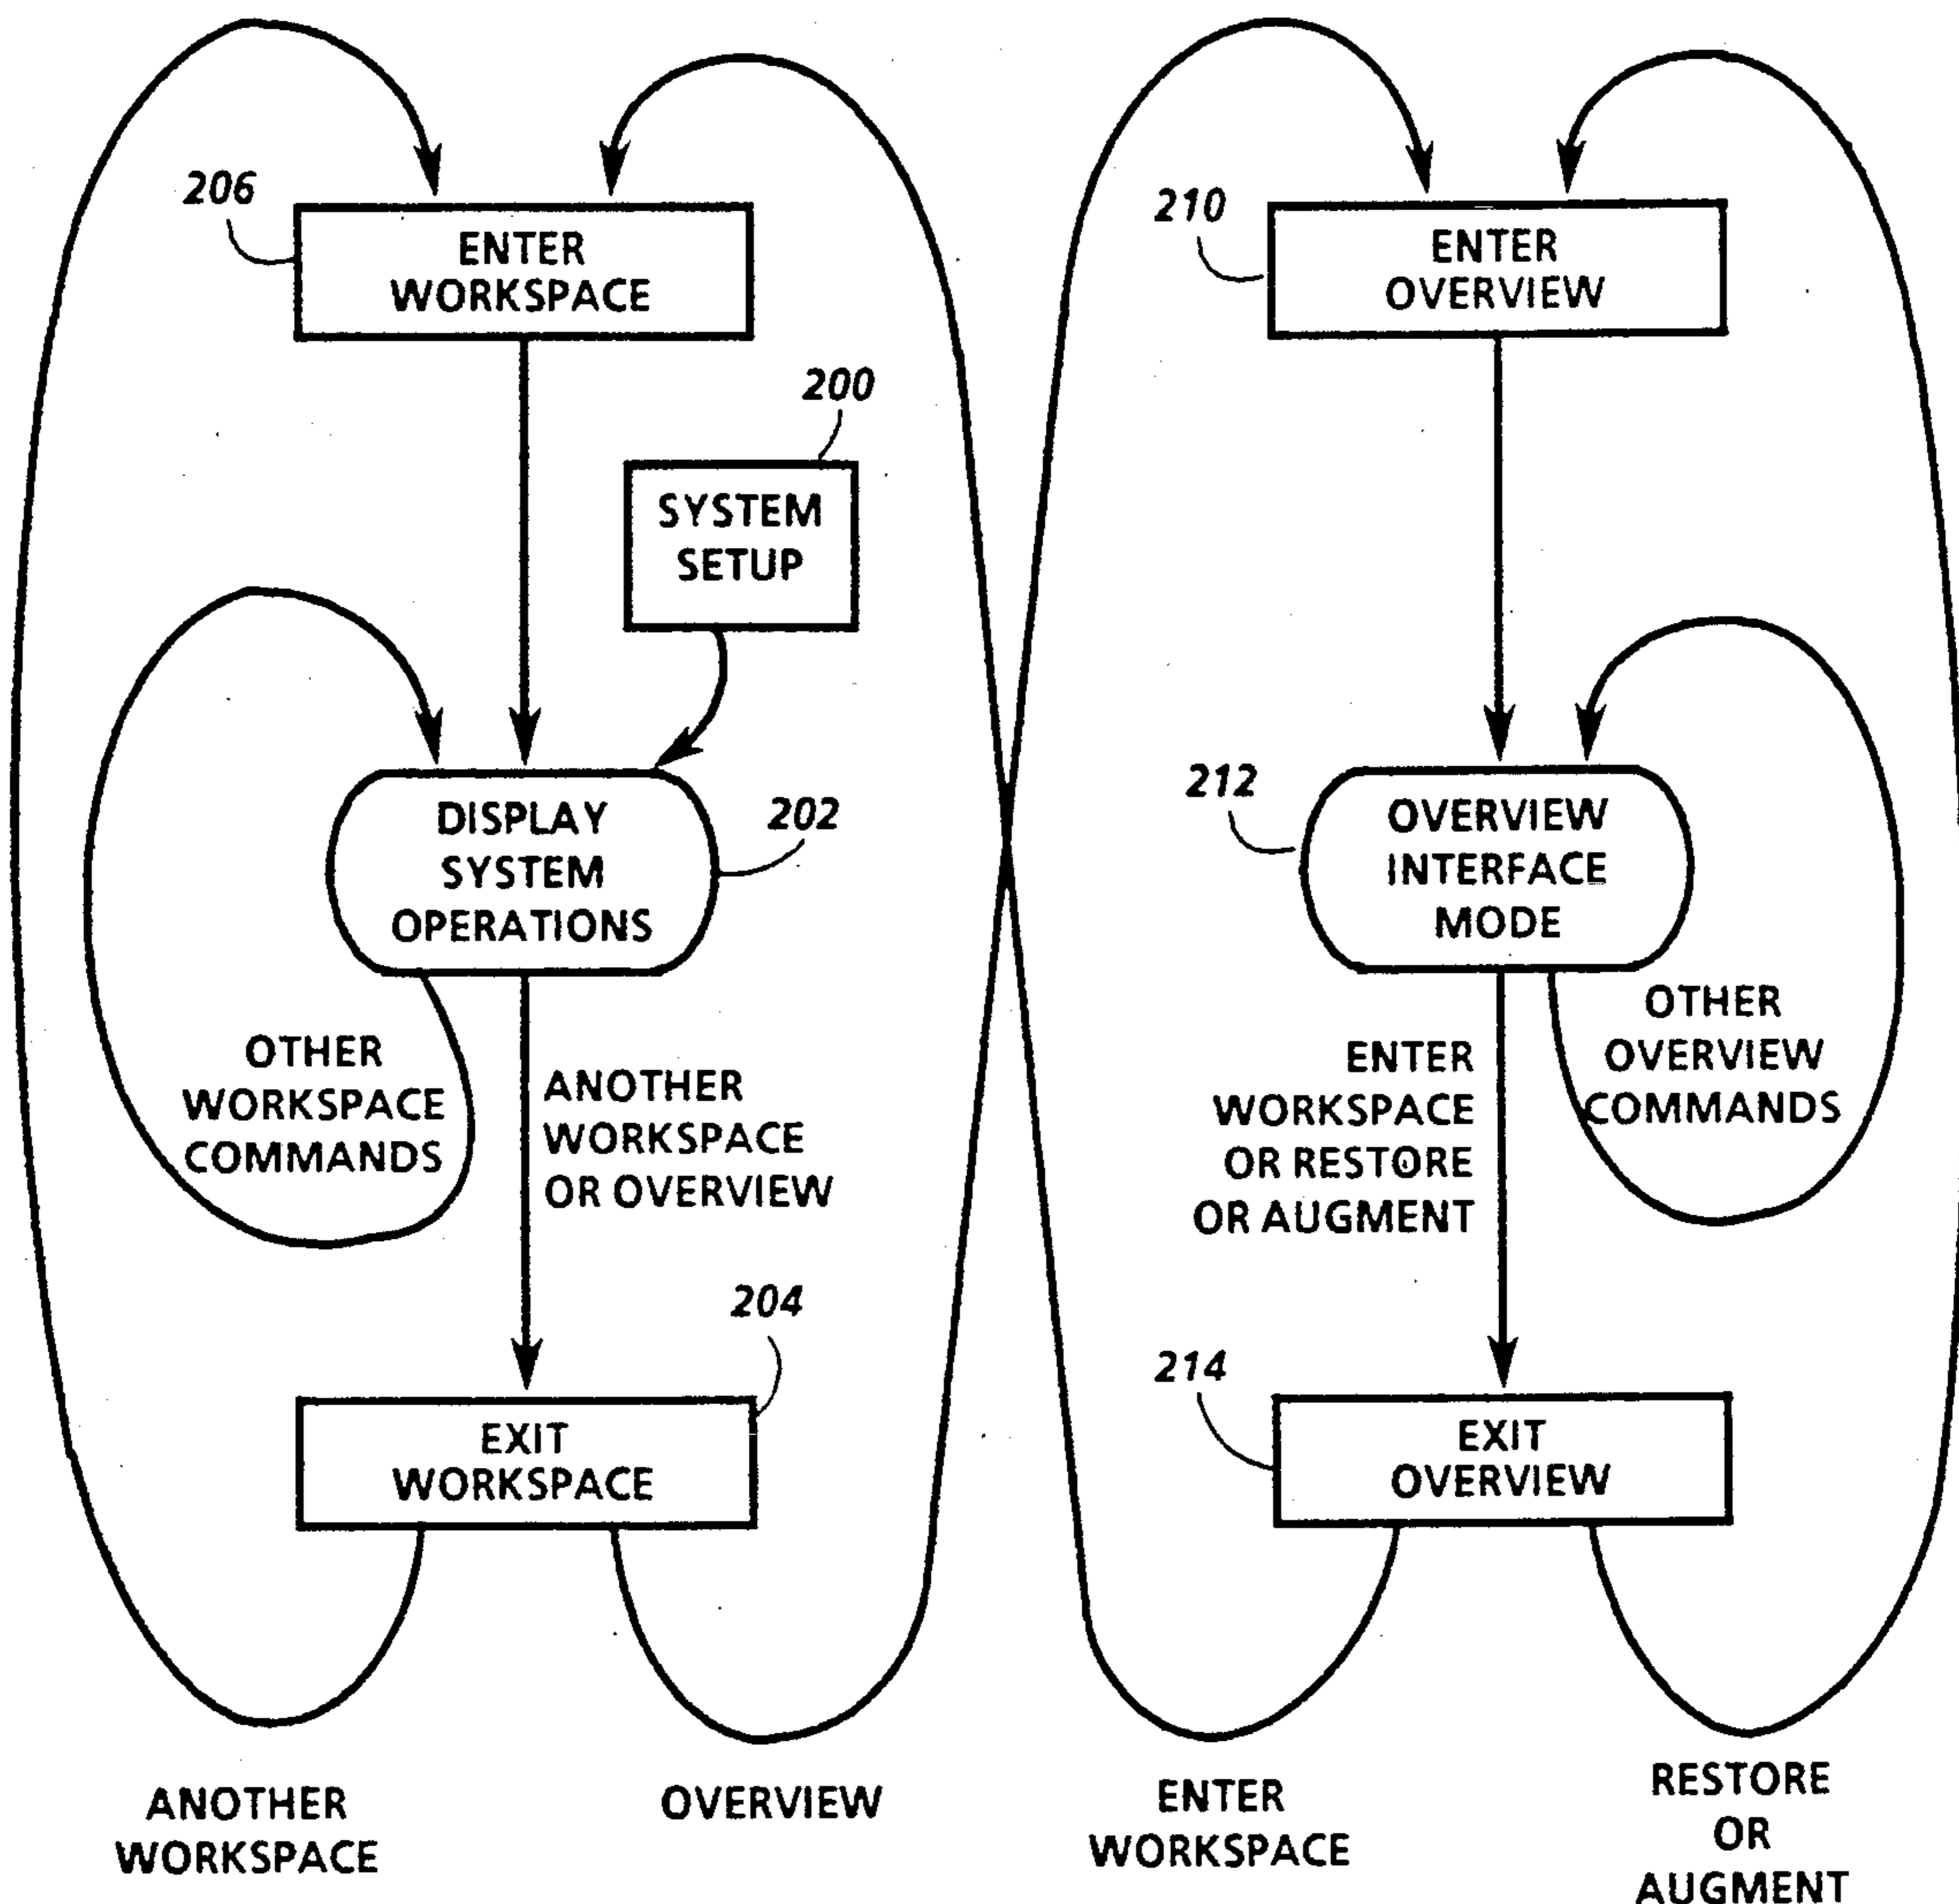 206
ENTER
WORKSPACE
200
SYSTEM
SETUP
DISPLAY
SYSTEM
OPERATIONS
202
OTHER
WORKSPACE
COMMANDS
ANOTHER
WORKSPACE
OR OVERVIEW
204
EXIT
WORKSPACE
ANOTHER
WORKSPACE
OVERVIEW
210
ENTER
OVERVIEW
212
OVERVIEW
INTERFACE
MODE
OTHER
OVERVIEW
COMMANDS
ENTER
WORKSPACE
OR RESTORE
OR AUGMENT
214
EXIT
OVERVIEW
ENTER
WORKSPACE
RESTORE
OR
AUGMENT